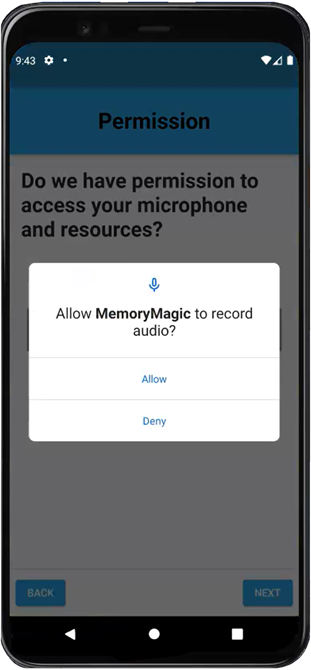 9:43
Permission
Do we have permission to
access your microphone
and resources?
Allow MemoryMagic to record
audio?
Allow
Deny
BACK
NEXT